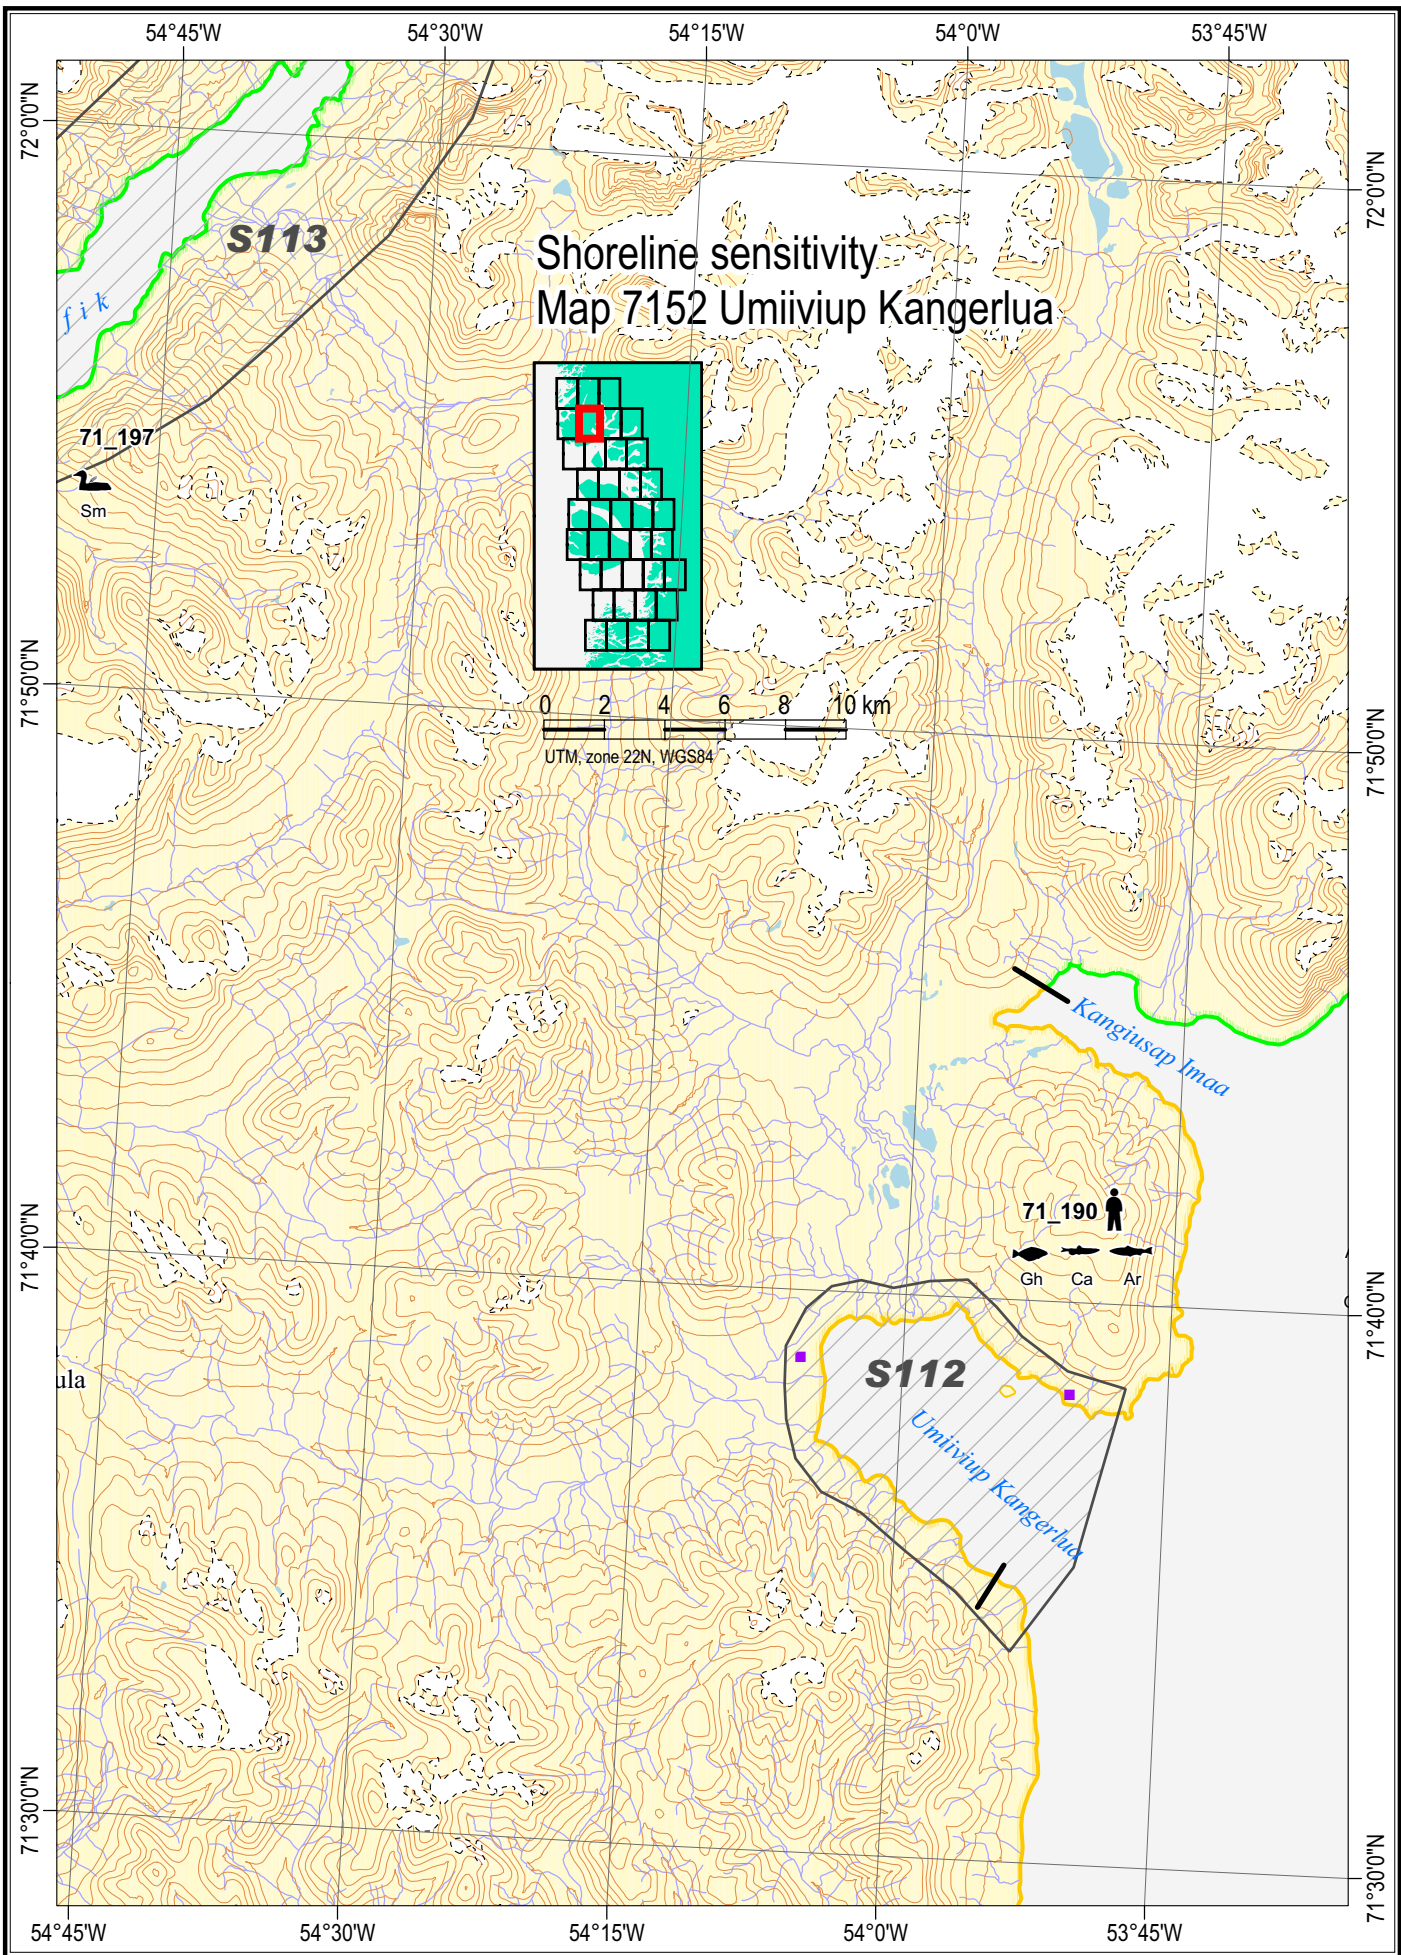 54°45'W 54°30'W 54°15'W 54°0'W 53°45'W
72°0'0"N
72°0'0"N
S113
Shoreline sensitivity
Map 7152 Umiiviup Kangerlua
fik
71_197
Sm
71°50'0"N
0 2 4 6 8 10 km
71°50'0"N
UTM, zone 22N, WGS84
Kangiusap Imaa
71_190
71°40'0"N
Gh Ca Ar
71°40'0"N
S112
ula
Umiiviup Kangerlua
71°30'0"N
71°30'0"N
54°45'W 54°30'W 54°15'W 54°0'W 53°45'W